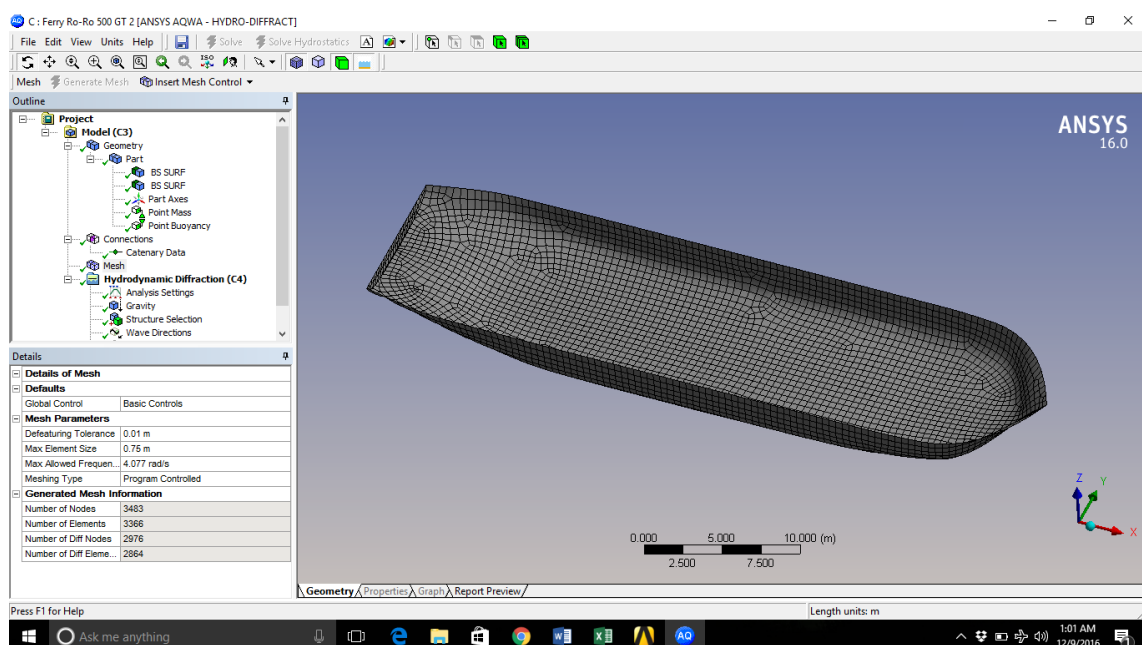 C : Ferry Ro-Ro 500 GT 2 [ANSYS AQWA - HYDRO-DIFFRACT]
File Edit View Units Help Solve Solve Hydrostatics A
ISO
Mesh Generate Mesh Insert Mesh Control
Outline
Project
Model (C3)
Geometry
Part
BS SURF
BS SURF
Part Axes
Point Mass
Point Buoyancy
Connections
Catenary Data
Mesh
Hydrodynamic Diffraction (C4)
Analysis Settings
Gravity
Structure Selection
Wave Directions
Details
Details of Mesh
Defaults
Global Control Basic Controls
Mesh Parameters
Defeaturing Tolerance 0.01 m
Max Element Size 0.75 m
Max Allowed Frequen... 4.077 rad/s
Meshing Type Program Controlled
Generated Mesh Information
Number of Nodes 3483
Number of Elements 3366
Number of Diff Nodes 2976
Number of Diff Eleme... 2864
ANSYS
16.0
Z
Y
X
0.000 5.000 10.000 (m)
2.500 7.500
Geometry Properties Graph Report Preview
Press F1 for Help Length units: m
Ask me anything
1:01 AM
12/9/2016